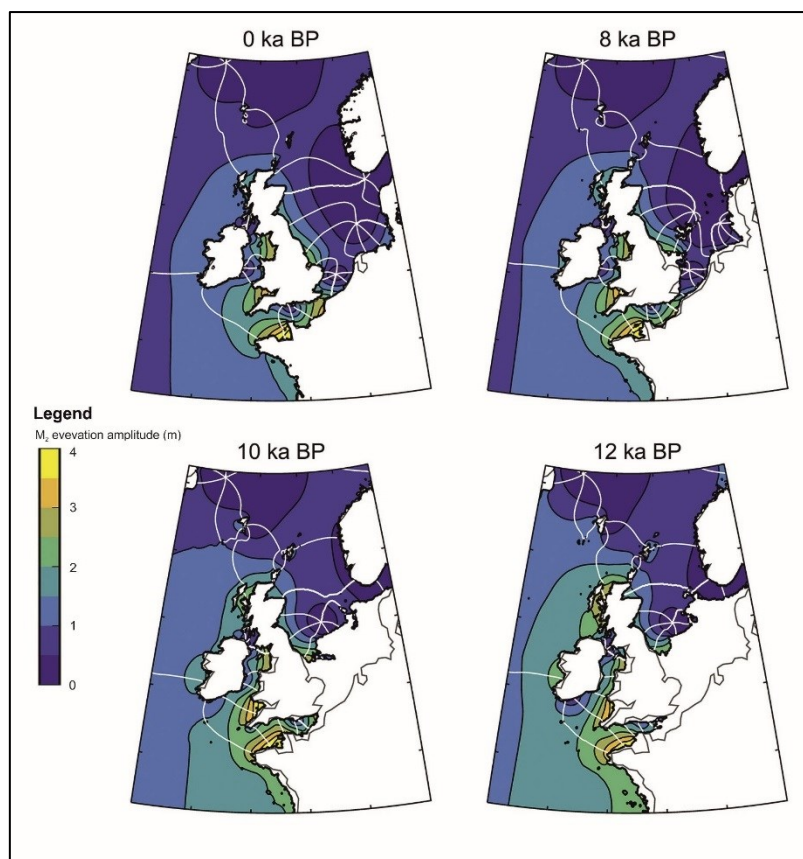 0 ka BP
8 ka BP
Legend
M₂ evevation amplitude (m)
4
3
2
1
0
10 ka BP
12 ka BP